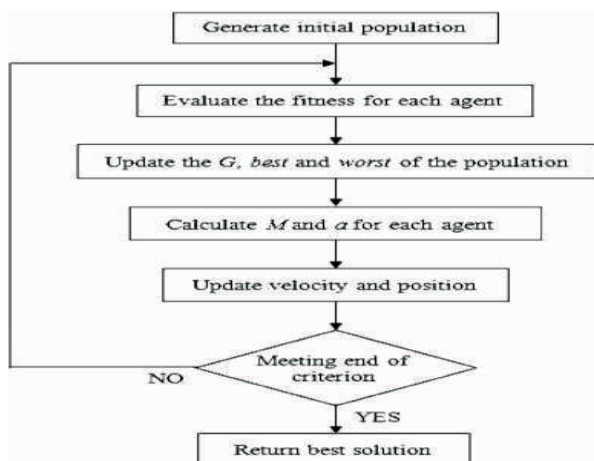 Generate initial population
Evaluate the fitness for each agent
Update the G, best and worst of the population
Calculate M and a for each agent
Update velocity and position
Meeting end of
criterion
NO
YES
Return best solution